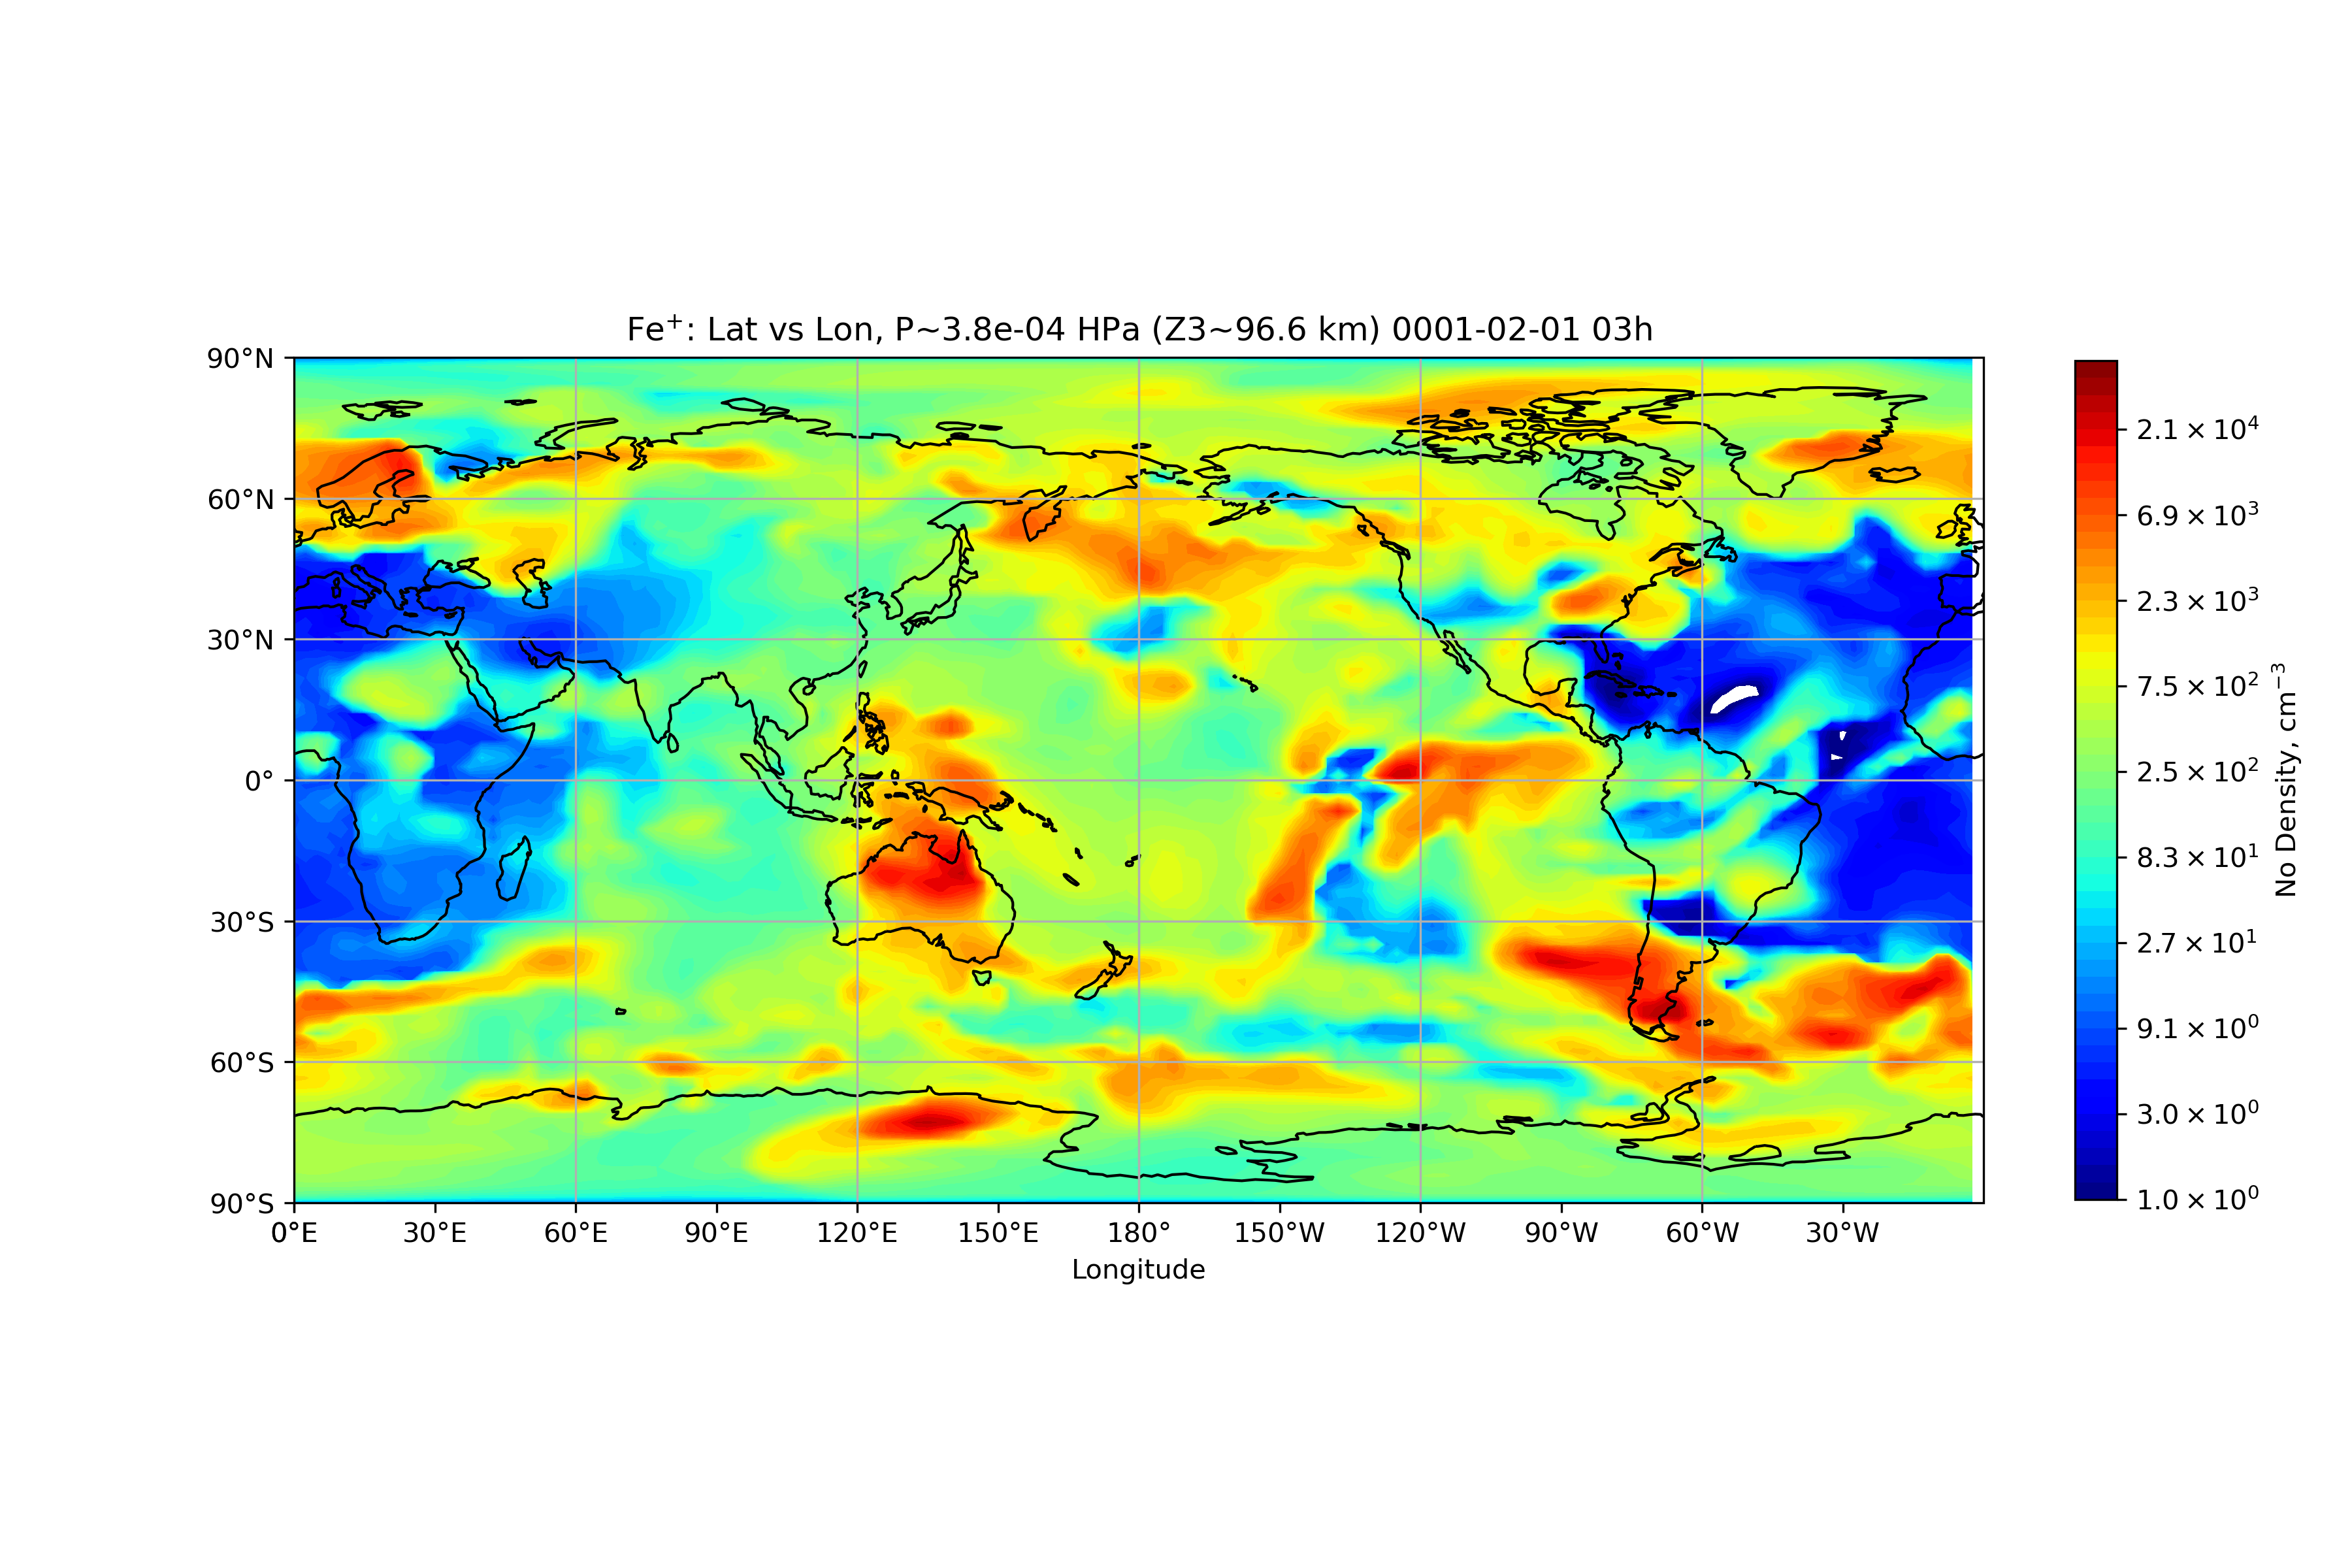 Fe⁺: Lat vs Lon, P~3.8e-04 HPa (Z3~96.6 km) 0001-02-01 03h
90°N
60°N
30°N
0°
30°S
60°S
90°S
0°E 30°E 60°E 90°E 120°E 150°E 180° 150°W 120°W 90°W 60°W 30°W
Longitude
2.1 × 10⁴
6.9 × 10³
2.3 × 10³
7.5 × 10²
2.5 × 10²
8.3 × 10¹
2.7 × 10¹
9.1 × 10⁰
3.0 × 10⁰
1.0 × 10⁰
No Density, cm⁻³